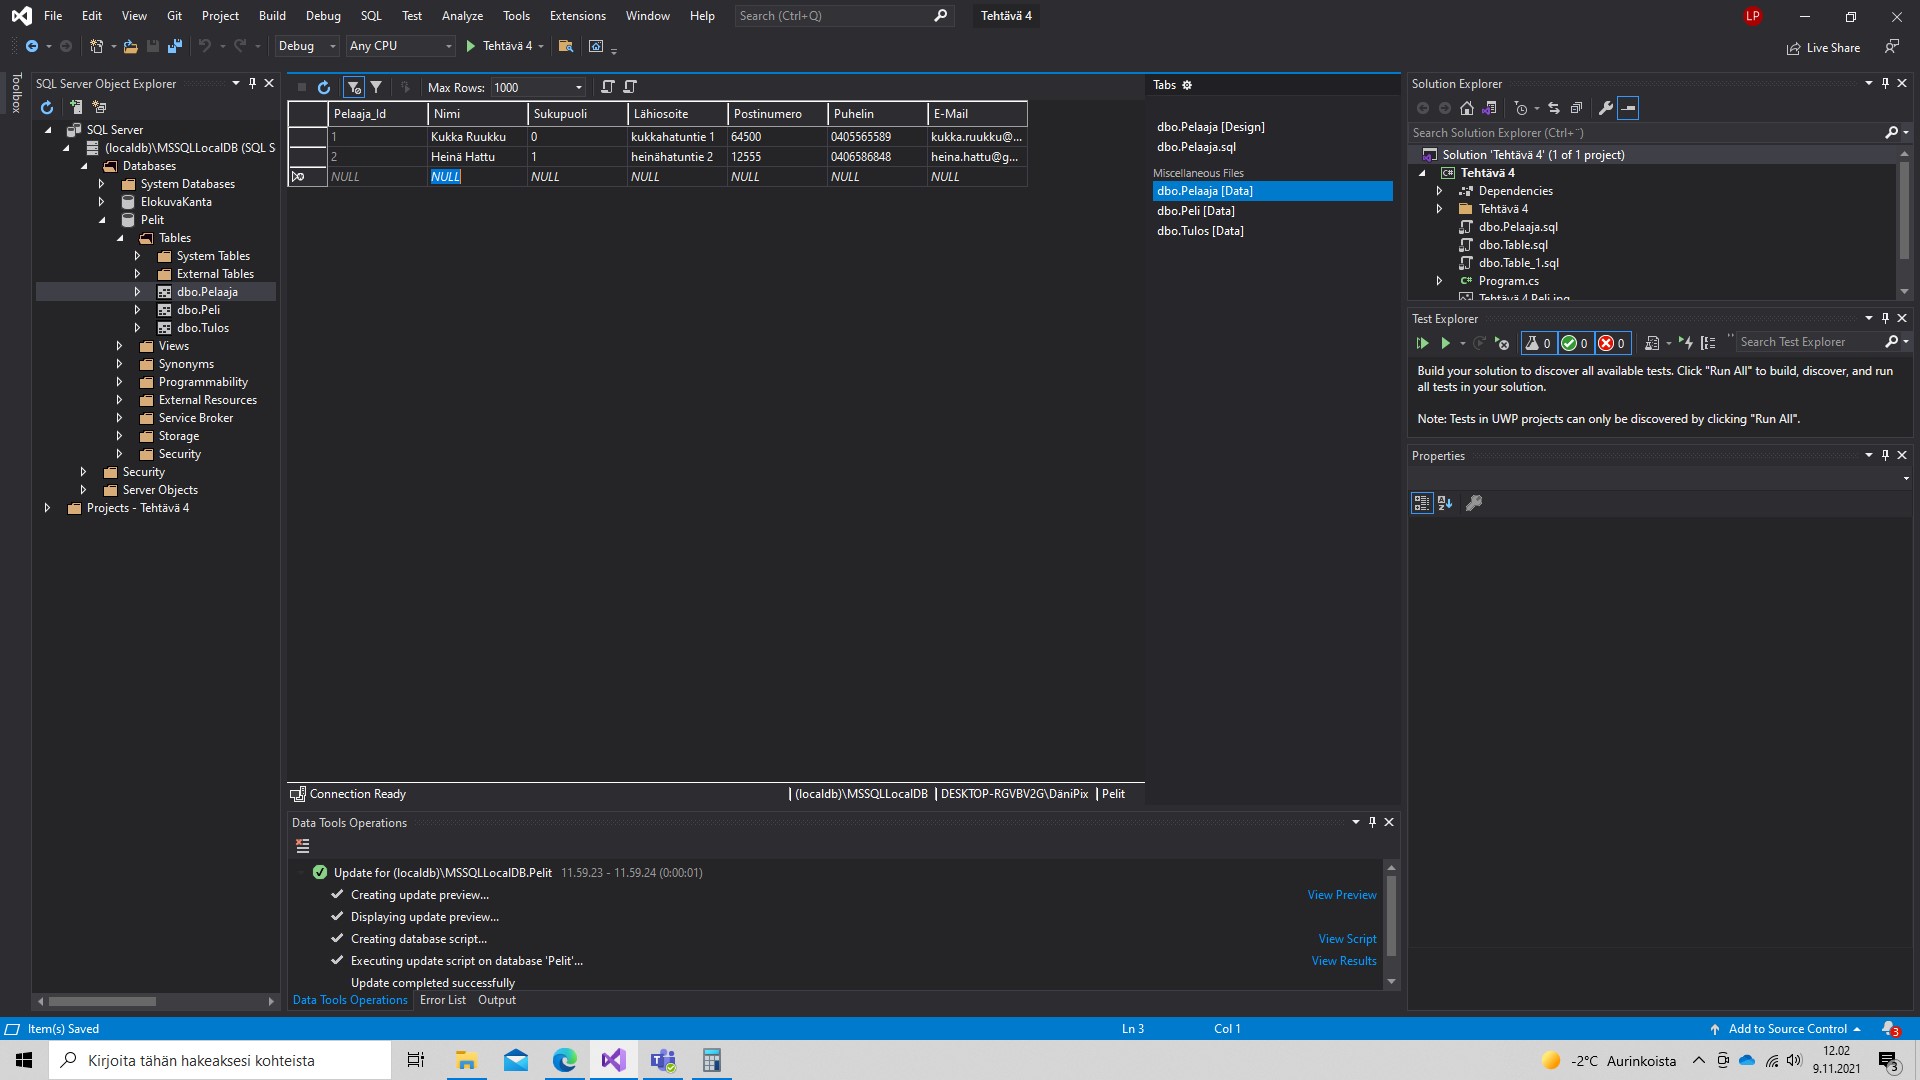 File Edit View Git Project Build Debug SQL Test Analyze Tools Extensions Window Help Search (Ctrl+Q) Tehtävä 4 LP
Debug Any CPU Tehtävä 4 Live Share
Toolbox
SQL Server Object Explorer
SQL Server
(localdb)\MSSQLLocalDB (SQL S
Databases
System Databases
ElokuvaKanta
Pelit
Tables
System Tables
External Tables
dbo.Pelaaja
dbo.Peli
dbo.Tulos
Views
Synonyms
Programmability
External Resources
Service Broker
Storage
Security
Security
Server Objects
Projects - Tehtävä 4
Max Rows: 1000
Pelaaja_Id Nimi Sukupuoli Lähiosoite Postinumero Puhelin E-Mail
1 Kukka Ruukku 0 kukkahatuntie 1 64500 0405565589 kukka.ruukku@...
2 Heinä Hattu 1 heinähatuntie 2 12555 0406586848 heina.hattu@g...
NULL NULL NULL NULL NULL NULL NULL
Connection Ready (localdb)\MSSQLLocalDB DESKTOP-RGVBV2G\DäniPix Pelit
Tabs
dbo.Pelaaja [Design]
dbo.Pelaaja.sql
Miscellaneous Files
dbo.Pelaaja [Data]
dbo.Peli [Data]
dbo.Tulos [Data]
Data Tools Operations
Update for (localdb)\MSSQLLocalDB.Pelit 11.59.23 - 11.59.24 (0:00:01)
Creating update preview... View Preview
Displaying update preview...
Creating database script... View Script
Executing update script on database 'Pelit'... View Results
Update completed successfully
Data Tools Operations Error List Output
Solution Explorer
Search Solution Explorer (Ctrl+¨)
Solution 'Tehtävä 4' (1 of 1 project)
C# Tehtävä 4
Dependencies
Tehtävä 4
dbo.Pelaaja.sql
dbo.Table.sql
dbo.Table_1.sql
C# Program.cs
Tehtävä 4 Peli.jpg
Test Explorer
0 0 0 Search Test Explorer
Build your solution to discover all available tests. Click "Run All" to build, discover, and run
all tests in your solution.
Note: Tests in UWP projects can only be discovered by clicking "Run All".
Properties
Item(s) Saved Ln 3 Col 1 Add to Source Control 3
Kirjoita tähän hakeaksesi kohteista -2°C Aurinkoista 12.02
9.11.2021 3